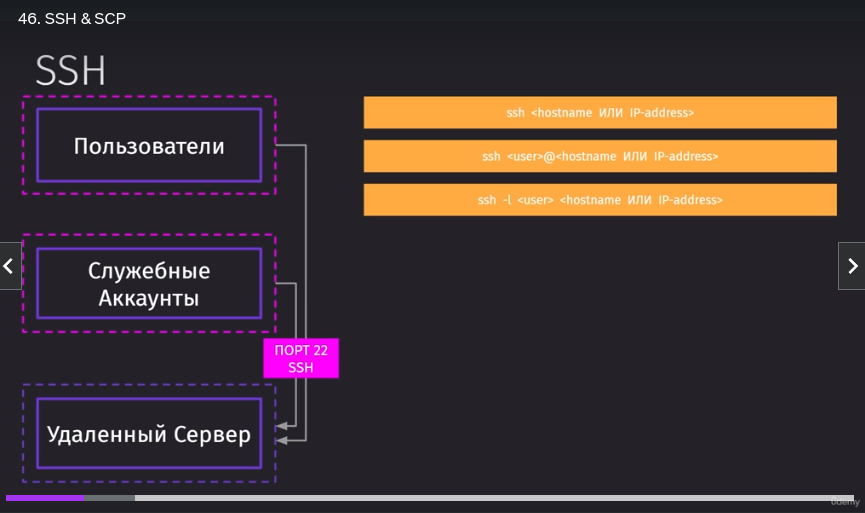 46. SSH & SCP
SSH
Пользователи
ssh <hostname ИЛИ IP-address>
ssh <user>@<hostname ИЛИ IP-address>
ssh -l <user> <hostname ИЛИ IP-address>
Служебные
Аккаунты
ПОРТ 22
SSH
Удаленный Сервер
ûdemy